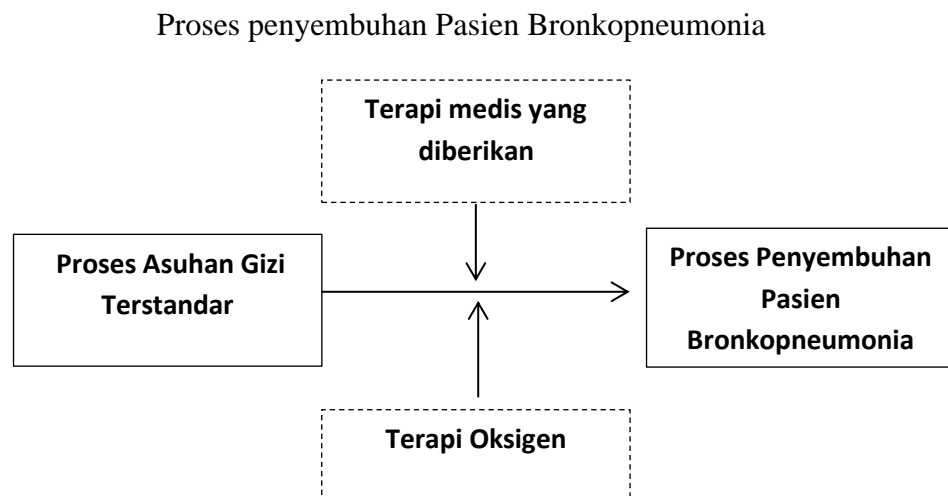 Proses penyembuhan Pasien Bronkopneumonia
Terapi medis yang
diberikan
Proses Asuhan Gizi
Terstandar
Proses Penyembuhan
Pasien
Bronkopneumonia
Terapi Oksigen